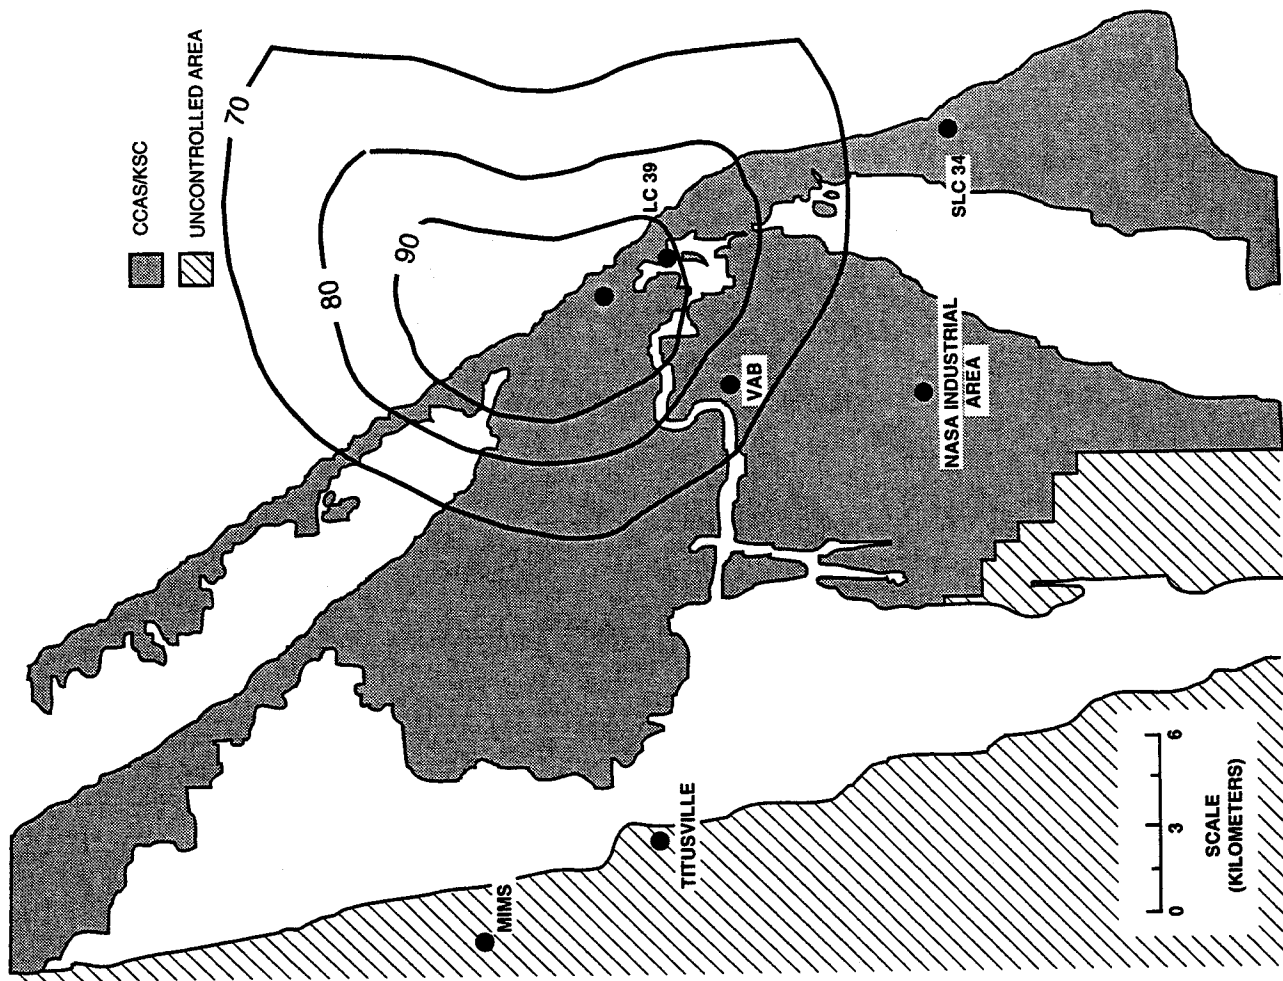 CCAS/KSC
UNCONTROLLED AREA
70
80
90
LC 39
SLC 34
VAB
NASA INDUSTRIAL
AREA
TITUSVILLE
MIMS
0 3 6
SCALE
(KILOMETERS)